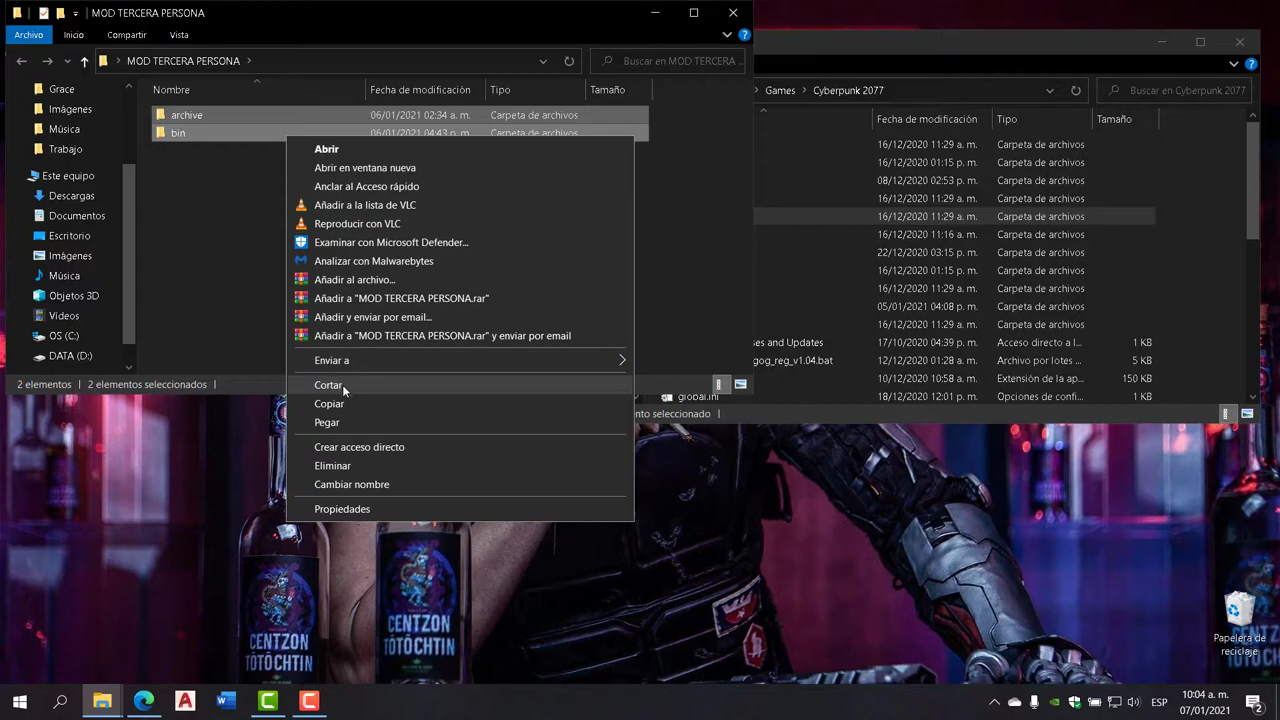 MOD TERCERA PERSONA
Archivo Inicio Compartir Vista
MOD TERCERA PERSONA
Buscar en MOD TERCERA ...
Nombre Fecha de modificación Tipo Tamaño
archive 06/01/2021 02:34 a. m. Carpeta de archivos
bin 06/01/2021 04:43 p. m. Carpeta de archivos
Grace
Imágenes
Música
Trabajo
Este equipo
Descargas
Documentos
Escritorio
Imágenes
Música
Objetos 3D
Vídeos
OS (C:)
DATA (D:)
2 elementos 2 elementos seleccionados
Abrir
Abrir en ventana nueva
Anclar al Acceso rápido
Añadir a la lista de VLC
Reproducir con VLC
Examinar con Microsoft Defender...
Analizar con Malwarebytes
Añadir al archivo...
Añadir a "MOD TERCERA PERSONA.rar"
Añadir y enviar por email...
Añadir a "MOD TERCERA PERSONA.rar" y enviar por email
Enviar a
Cortar
Copiar
Pegar
Crear acceso directo
Eliminar
Cambiar nombre
Propiedades
Games Cyberpunk 2077
Buscar en Cyberpunk 2077
Fecha de modificación Tipo Tamaño
16/12/2020 11:29 a. m. Carpeta de archivos
16/12/2020 01:15 p. m. Carpeta de archivos
08/12/2020 02:53 p. m. Carpeta de archivos
16/12/2020 11:29 a. m. Carpeta de archivos
16/12/2020 11:29 a. m. Carpeta de archivos
16/12/2020 11:16 a. m. Carpeta de archivos
22/12/2020 03:15 p. m. Carpeta de archivos
16/12/2020 01:15 p. m. Carpeta de archivos
16/12/2020 11:29 a. m. Carpeta de archivos
05/01/2021 04:08 p. m. Carpeta de archivos
es and Updates 17/10/2020 04:39 p. m. Acceso directo a l... 1 KB
gog_reg_v1.04.bat 16/12/2020 11:29 a. m. Archivo por lotes ... 5 KB
10/12/2020 10:58 a. m. Extensión de la ap... 150 KB
global.ini 18/12/2020 12:01 p. m. Opciones de confi... 1 KB
ento seleccionado
CENTZON
TŌTŌCHTIN
CENTZON
TŌTŌCHTIN
Papelera de
reciclaje
ESP
10:04 a. m.
07/01/2021
2